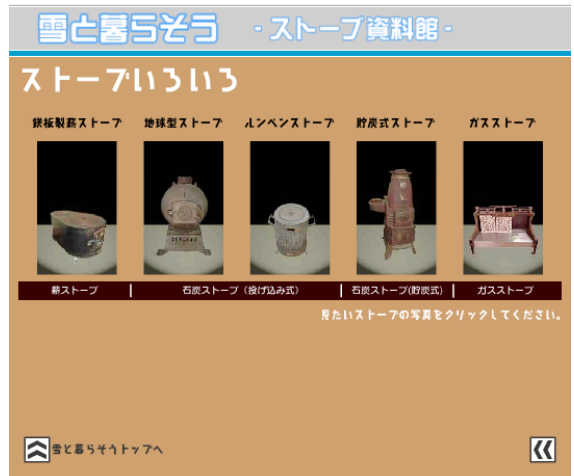 雪と暮らそう -ストーブ資料館-
ストーブいろいろ
鉄板製薪ストーブ 地球型ストーブ ルンペンストーブ 貯炭式ストーブ ガスストーブ
薪ストーブ 石炭ストーブ（投げ込み式） 石炭ストーブ(貯炭式) ガスストーブ
見たいストーブの写真をクリックしてください。
雪と暮らそうトップへ